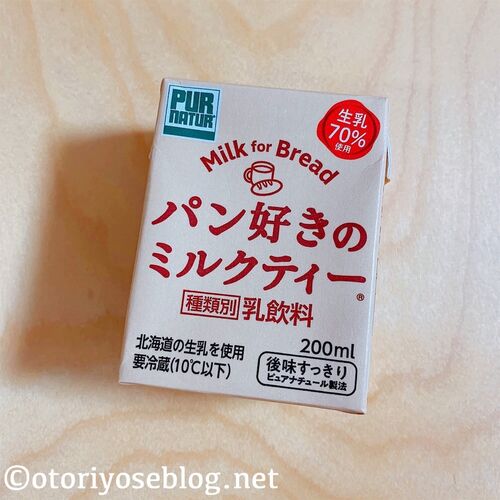 PUR
NATUR
生乳
70%
使用
Milk for Bread
パン好きの
ミルクティー®
種類別 乳飲料
200ml
北海道の生乳を使用
要冷蔵(10℃以下)
後味すっきり
ピュアナチュール製法
©otoriyoseblog.net